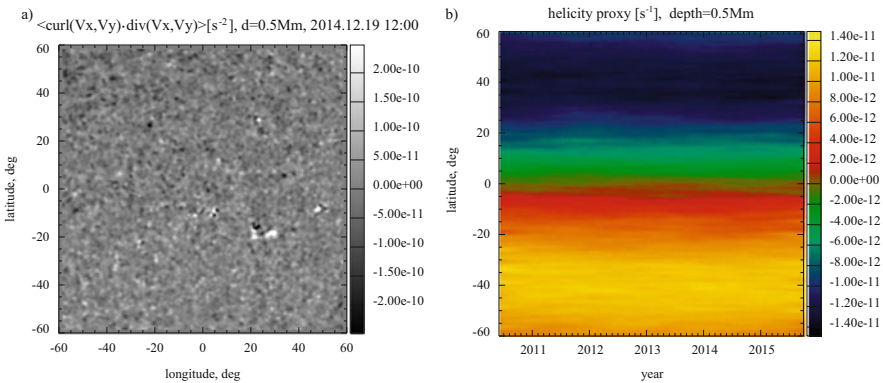 a) <curl(Vx,Vy)·div(Vx,Vy)>[s⁻²], d=0.5Mm, 2014.12.19 12:00
60
40
20
0
-20
-40
-60
latitude, deg
-60 -40 -20 0 20 40 60
longitude, deg
2.00e-10
1.50e-10
1.00e-10
5.00e-11
0.00e+00
-5.00e-11
-1.00e-10
-1.50e-10
-2.00e-10
b) helicity proxy [s⁻¹], depth=0.5Mm
60
40
20
0
-20
-40
-60
latitude, deg
2011 2012 2013 2014 2015
year
1.40e-11
1.20e-11
1.00e-11
8.00e-12
6.00e-12
4.00e-12
2.00e-12
0.00e+00
-2.00e-12
-4.00e-12
-6.00e-12
-8.00e-12
-1.00e-11
-1.20e-11
-1.40e-11